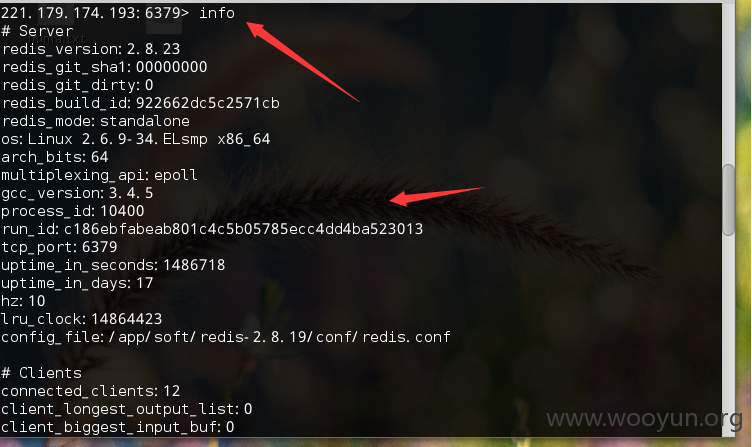 221.179.174.193:6379> info
# Server
redis_version:2.8.23
redis_git_sha1:00000000
redis_git_dirty:0
redis_build_id:922662dc5c2571cb
redis_mode:standalone
os:Linux 2.6.9-34.ELsmp x86_64
arch_bits:64
multiplexing_api:epoll
gcc_version:3.4.5
process_id:10400
run_id:c186ebfabeab801c4c5b05785ecc4dd4ba523013
tcp_port:6379
uptime_in_seconds:1486718
uptime_in_days:17
hz:10
lru_clock:14864423
config_file:/app/soft/redis-2.8.19/conf/redis.conf
# Clients
connected_clients:12
client_longest_output_list:0
client_biggest_input_buf:0
www.wooyun.org